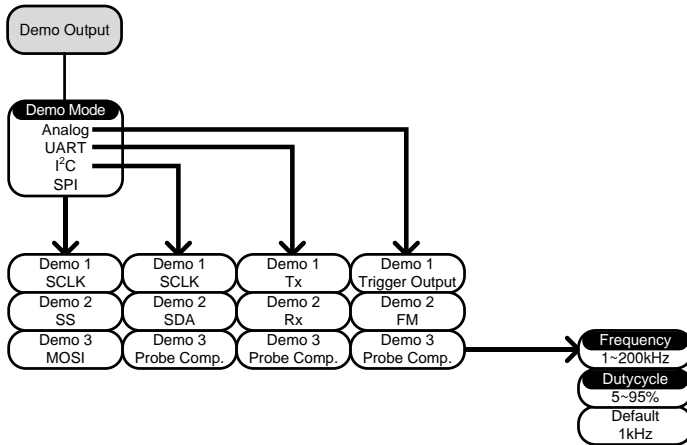 Demo Output
Demo Mode
Analog
UART
I²C
SPI
Demo 1
SCLK
Demo 2
SS
Demo 3
MOSI
Demo 1
SCLK
Demo 2
SDA
Demo 3
Probe Comp.
Demo 1
Tx
Demo 2
Rx
Demo 3
Probe Comp.
Demo 1
Trigger Output
Demo 2
FM
Demo 3
Probe Comp.
Frequency
1~200kHz
Dutycycle
5~95%
Default
1kHz